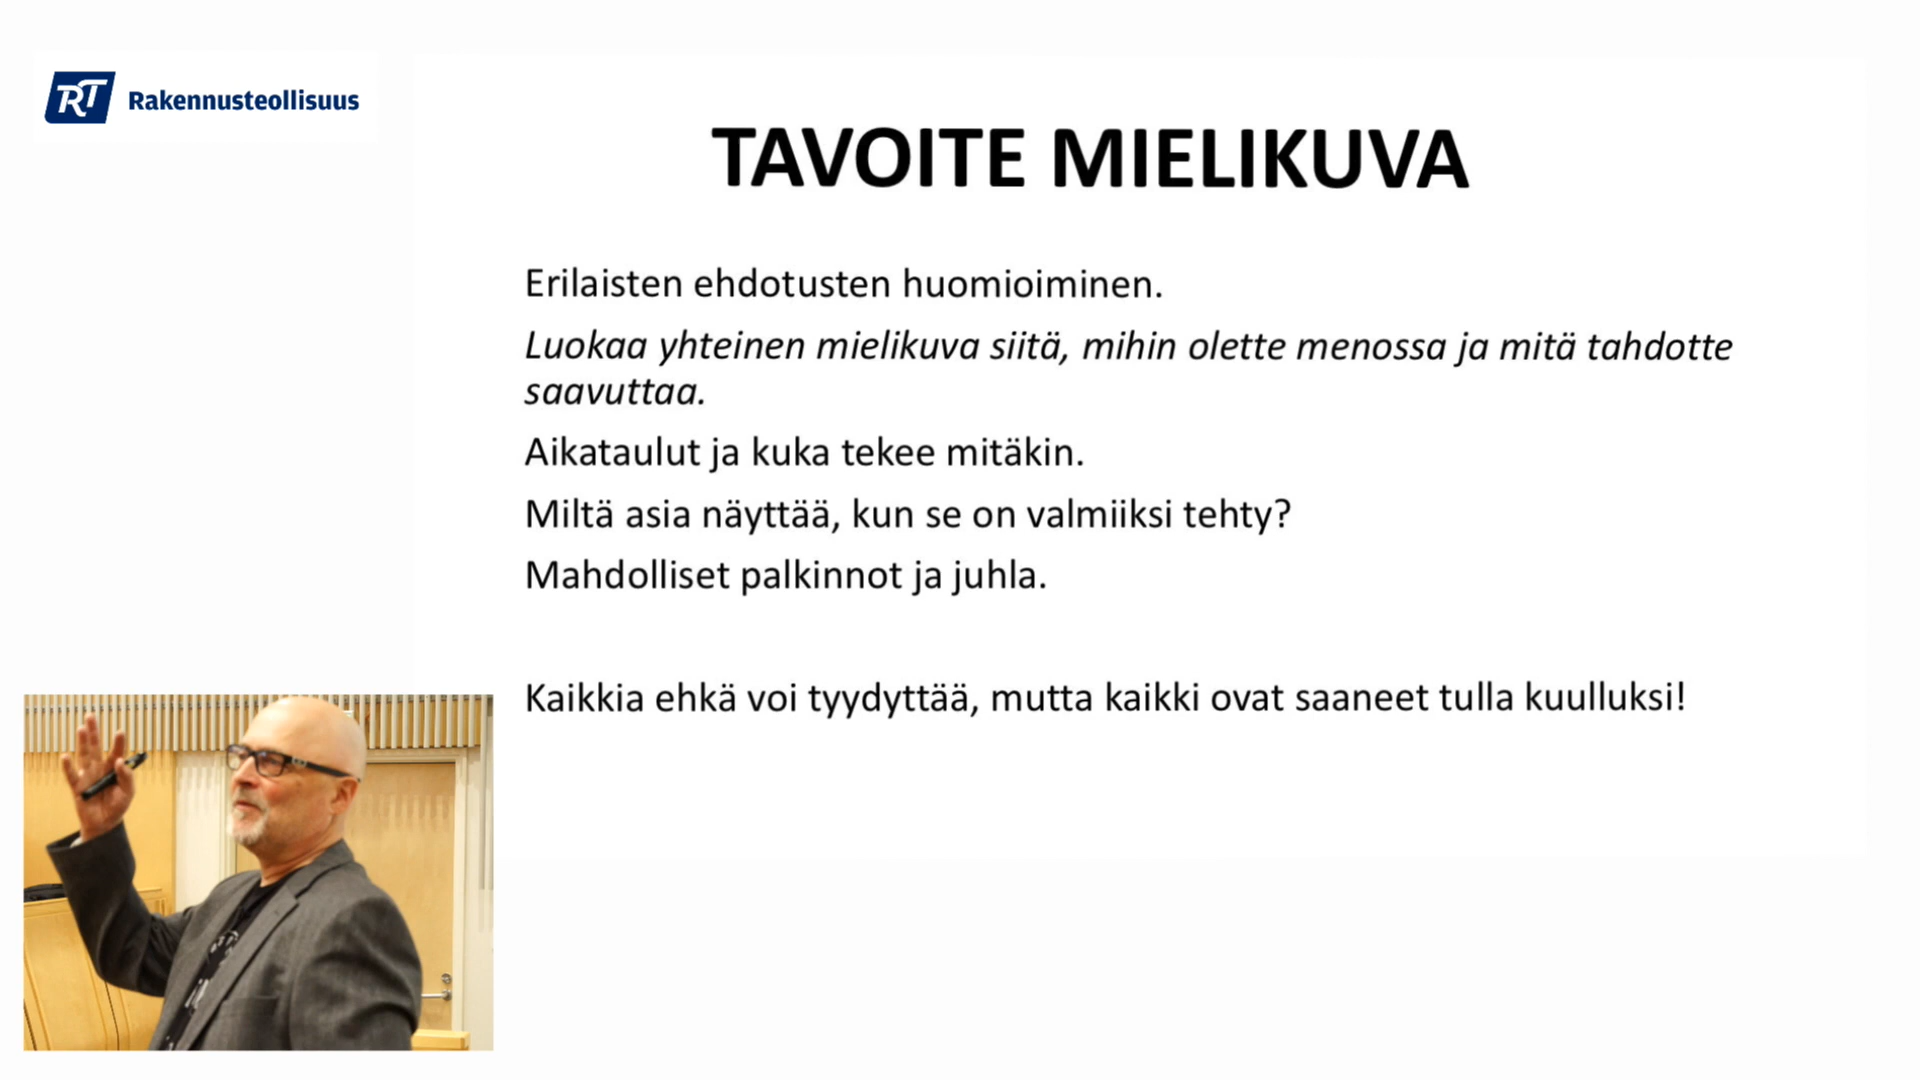 RT Rakennusteollisuus
TAVOITE MIELIKUVA
Erilaisten ehdotusten huomioiminen.
Luokaa yhteinen mielikuva siitä, mihin olette menossa ja mitä tahdotte
saavuttaa.
Aikataulut ja kuka tekee mitäkin.
Miltä asia näyttää, kun se on valmiiksi tehty?
Mahdolliset palkinnot ja juhla.
Kaikkia ehkä voi tyydyttää, mutta kaikki ovat saaneet tulla kuulluksi!